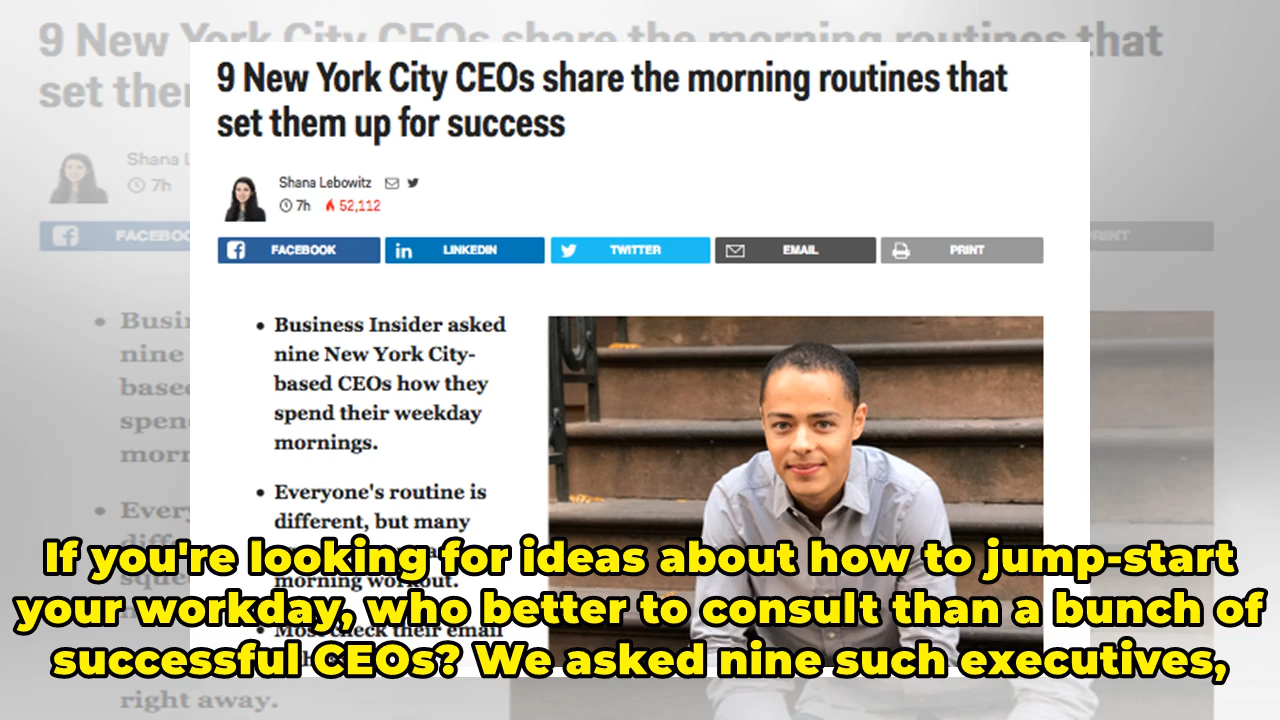 9 New York City CEOs share the morning routines that
set them up for success
Shana Lebowitz
7h 52,112
FACEBOOK LINKEDIN TWITTER EMAIL PRINT
• Business Insider asked
nine New York City-
based CEOs how they
spend their weekday
mornings.
• Everyone's routine is
different, but many
morning workout.
• Most check their email
right away.
If you're looking for ideas about how to jump-start
your workday, who better to consult than a bunch of
successful CEOs? We asked nine such executives,